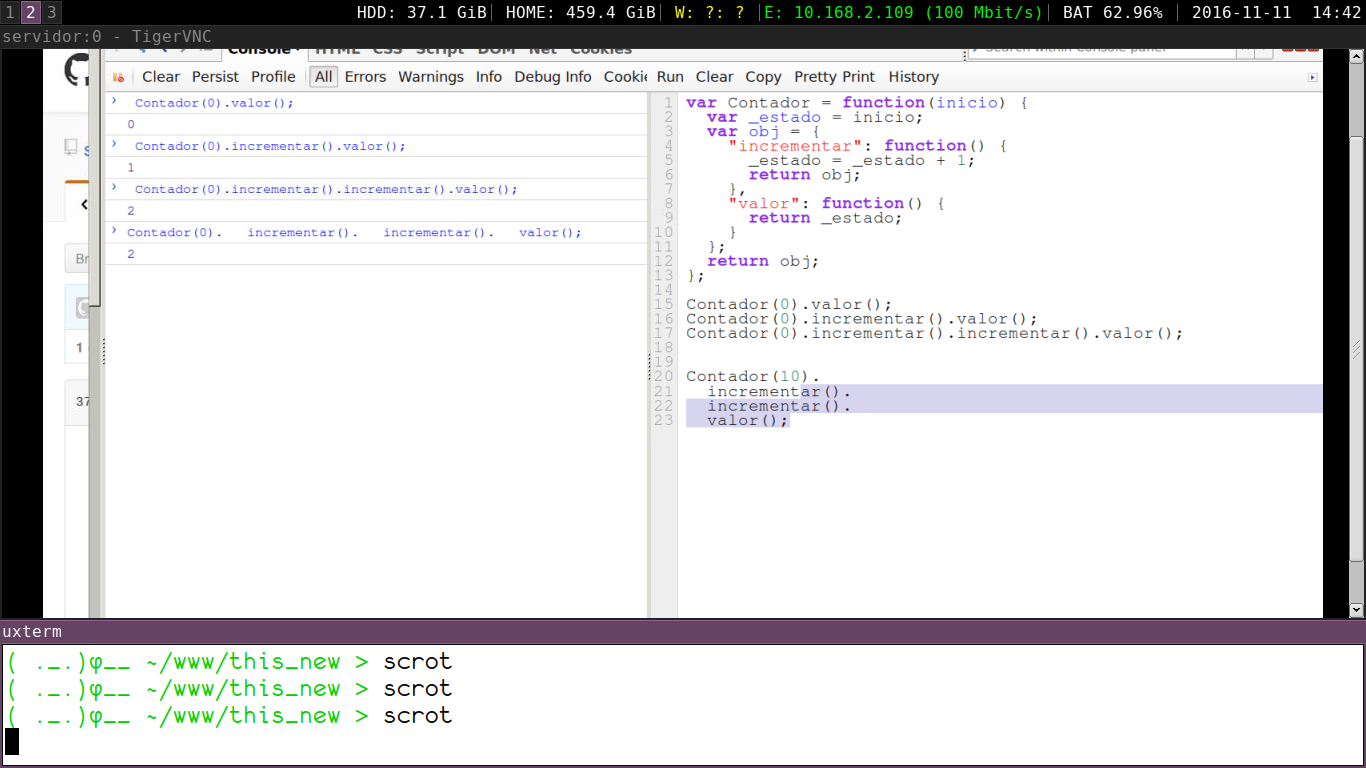 1 2 3 HDD: 37.1 GiB| HOME: 459.4 GiB| W: ?: ? |E: 10.168.2.109 (100 Mbit/s)| BAT 62.96% | 2016-11-11 14:42
servidor:0 - TigerVNC
Console HTML CSS Script DOM Net Cookies
Search within Console panel
Clear Persist Profile All Errors Warnings Info Debug Info Cookie
Run Clear Copy Pretty Print History
Contador(0).valor();
0
Contador(0).incrementar().valor();
1
Contador(0).incrementar().incrementar().valor();
2
Contador(0).   incrementar().   incrementar().   valor();
2
S
Br
1
37
1 var Contador = function(inicio) {
2   var _estado = inicio;
3   var obj = {
4     "incrementar": function() {
5       _estado = _estado + 1;
6       return obj;
7     },
8     "valor": function() {
9       return _estado;
10     }
11   };
12   return obj;
13 };
14
15 Contador(0).valor();
16 Contador(0).incrementar().valor();
17 Contador(0).incrementar().incrementar().valor();
18
19
20 Contador(10).
21   incrementar().
22   incrementar().
23   valor();
uxterm
( ._.)φ__ ~/www/this_new > scrot
( ._.)φ__ ~/www/this_new > scrot
( ._.)φ__ ~/www/this_new > scrot